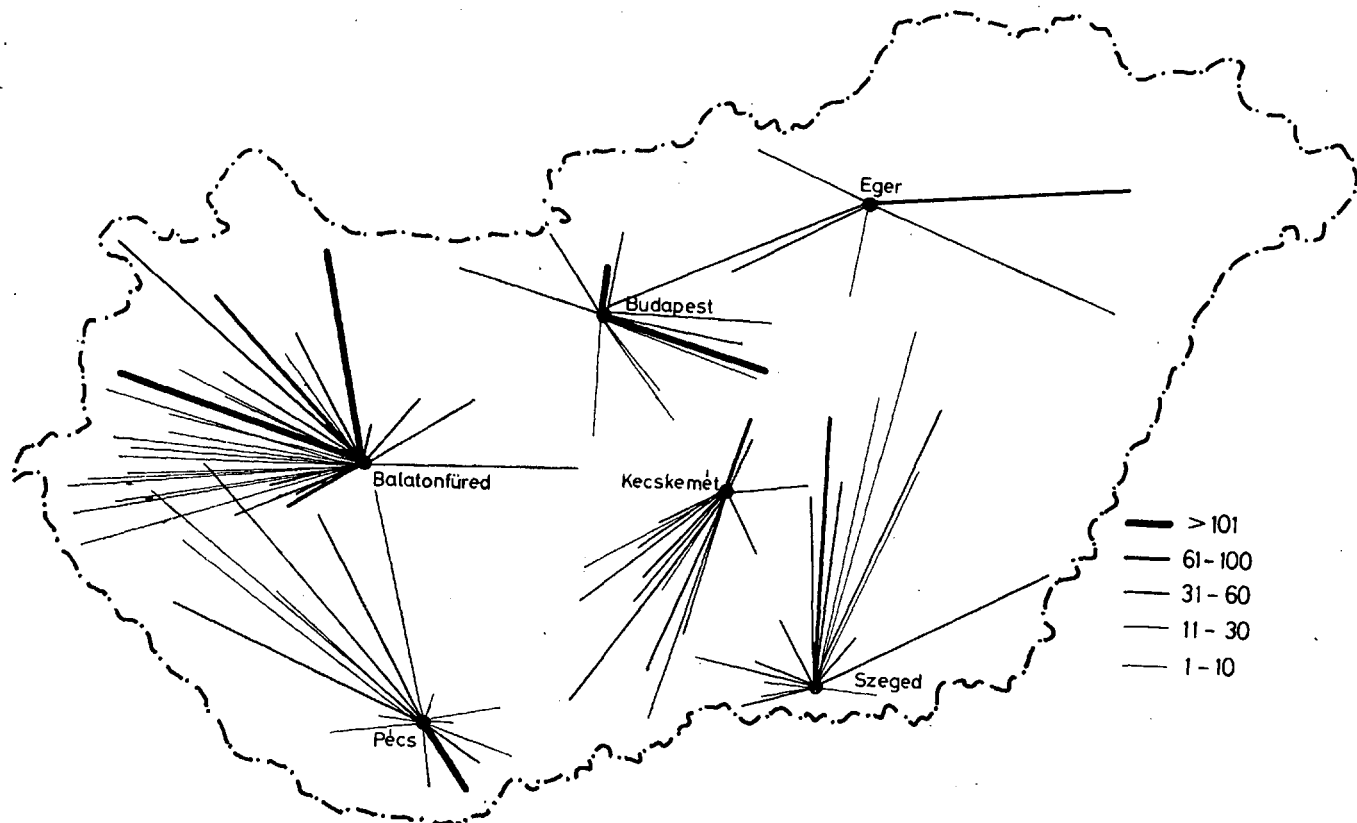 Eger
Budapest
Balatonfüred
Kecskemét
Szeged
Pécs
>101
61-100
31-60
11-30
1-10